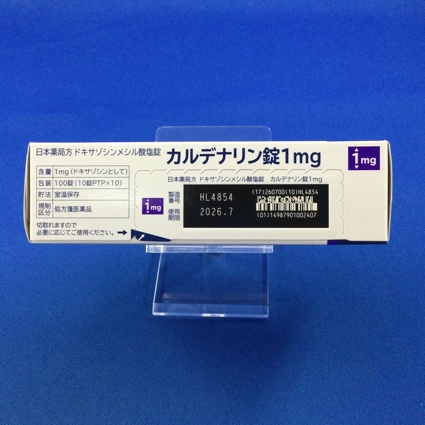 日本薬局方 ドキサゾシンメシル酸塩錠 カルデナリン錠1mg
1mg
含量 1mg(ドキサゾシンとして)
包装 100錠(10錠PTP×10)
貯法 室温保存
規制区分 処方箋医薬品
切取れますので
必要に応じてご使用ください。
1mg
日本薬局方 ドキサゾシンメシル酸塩錠 カルデナリン錠1mg
製造番号 HL4854
使用期限 2026.7
(17)260700(10)HL4854
(01)14987901002407